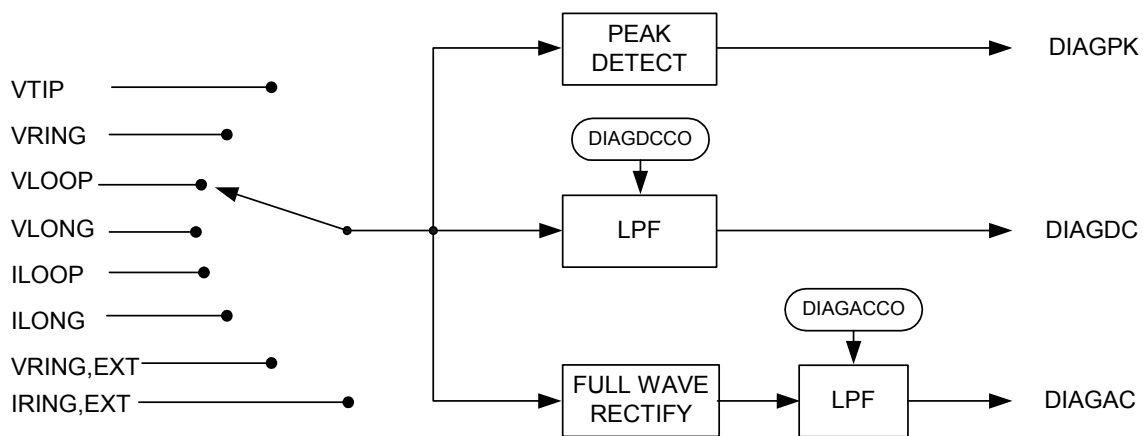 PEAK
DETECT
DIAGPK
VTIP
VRING
DIAGDCCO
VLOOP
VLONG
LPF
DIAGDC
ILOOP
ILONG
DIAGACCO
VRING,EXT
IRING,EXT
FULL WAVE
RECTIFY
LPF
DIAGAC